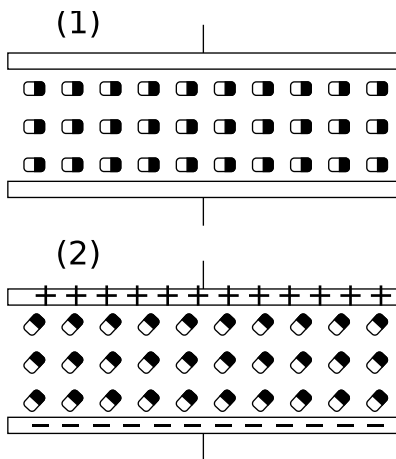 (1)
(2)
+ + + + + + + + + + + +
− − − − − − − − − − − −